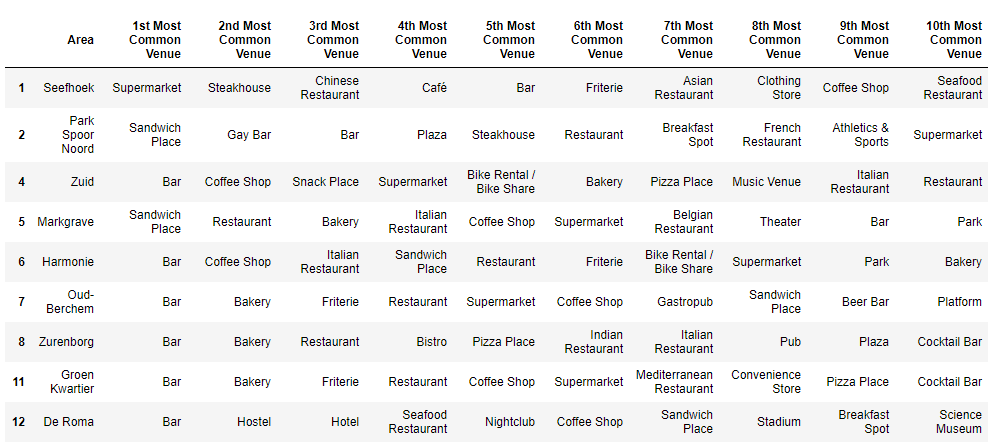 Area 1st Most Common Venue 2nd Most Common Venue 3rd Most Common Venue 4th Most Common Venue 5th Most Common Venue 6th Most Common Venue 7th Most Common Venue 8th Most Common Venue 9th Most Common Venue 10th Most Common Venue
1 Seefhoek Supermarket Steakhouse Chinese Restaurant Café Bar Friterie Asian Restaurant Clothing Store Coffee Shop Seafood Restaurant
2 Park Spoor Noord Sandwich Place Gay Bar Bar Plaza Steakhouse Restaurant Breakfast Spot French Restaurant Athletics & Sports Supermarket
4 Zuid Bar Coffee Shop Snack Place Supermarket Bike Rental / Bike Share Bakery Pizza Place Music Venue Italian Restaurant Restaurant
5 Markgrave Sandwich Place Restaurant Bakery Italian Restaurant Coffee Shop Supermarket Belgian Restaurant Theater Bar Park
6 Harmonie Bar Coffee Shop Italian Restaurant Sandwich Place Restaurant Friterie Bike Rental / Bike Share Supermarket Park Bakery
7 Oud-Berchem Bar Bakery Friterie Restaurant Supermarket Coffee Shop Gastropub Sandwich Place Beer Bar Platform
8 Zurenborg Bar Bakery Restaurant Bistro Pizza Place Indian Restaurant Italian Restaurant Pub Plaza Cocktail Bar
11 Groen Kwartier Bar Bakery Friterie Restaurant Coffee Shop Supermarket Mediterranean Restaurant Convenience Store Pizza Place Cocktail Bar
12 De Roma Bar Hostel Hotel Seafood Restaurant Nightclub Coffee Shop Sandwich Place Stadium Breakfast Spot Science Museum